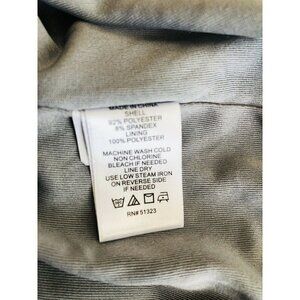 MADE IN CHINA
SHELL
92% POLYESTER
8% SPANDEX
LINING
100% POLYESTER
MACHINE WASH COLD
NON CHLORINE
BLEACH IF NEEDED
LINE DRY
USE LOW STEAM IRON
ON REVERSE SIDE
IF NEEDED
RN# 51323